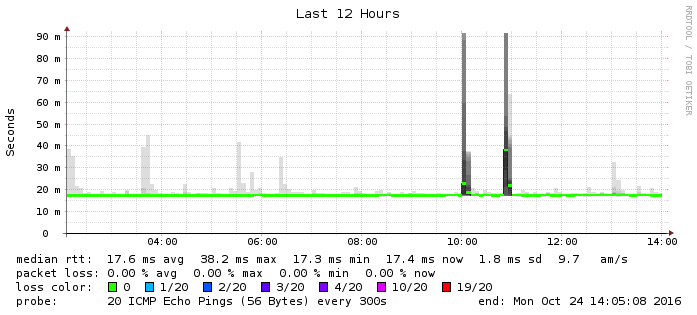 Last 12 Hours
RRDTOOL / TOBI OETIKER
Seconds
90 m
80 m
70 m
60 m
50 m
40 m
30 m
20 m
10 m
0
04:00 06:00 08:00 10:00 12:00 14:00
median rtt: 17.6 ms avg 38.2 ms max 17.3 ms min 17.4 ms now 1.8 ms sd 9.7 am/s
packet loss: 0.00 % avg 0.00 % max 0.00 % min 0.00 % now
loss color: 0 1/20 2/20 3/20 4/20 10/20 19/20
probe: 20 ICMP Echo Pings (56 Bytes) every 300s end: Mon Oct 24 14:05:08 2016